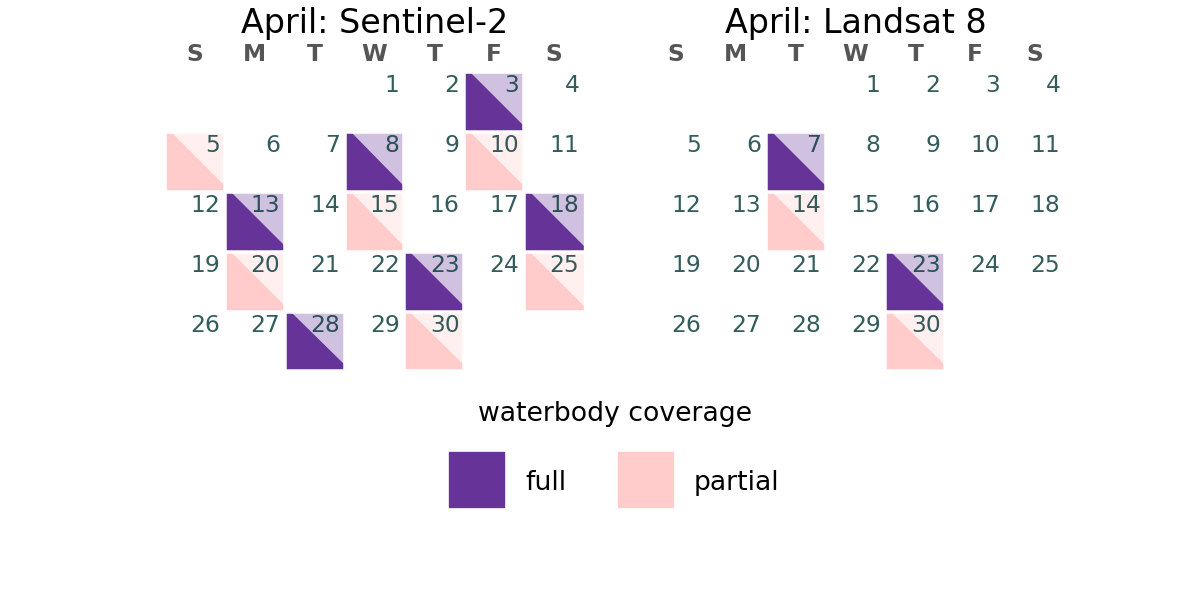 April: Sentinel-2
S M T W T F S
1 2 3 4
5 6 7 8 9 10 11
12 13 14 15 16 17 18
19 20 21 22 23 24 25
26 27 28 29 30
April: Landsat 8
S M T W T F S
1 2 3 4
5 6 7 8 9 10 11
12 13 14 15 16 17 18
19 20 21 22 23 24 25
26 27 28 29 30
waterbody coverage
full
partial